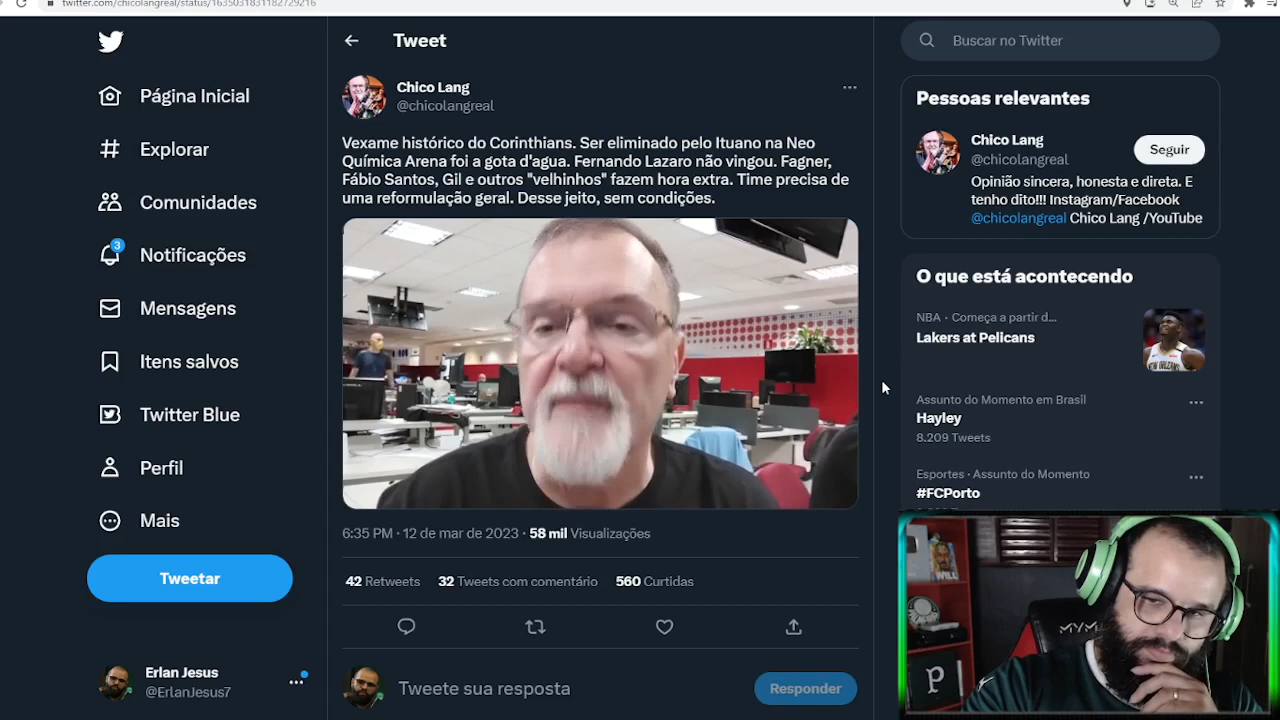 twitter.com/chicolangreal/status/1635031831182729216
Página Inicial
Explorar
Comunidades
3
Notificações
Mensagens
Itens salvos
Twitter Blue
Perfil
Mais
Tweetar
Erlan Jesus
@ErlanJesus7
Tweet
Chico Lang
@chicolangreal
Vexame histórico do Corinthians. Ser eliminado pelo Ituano na Neo
Química Arena foi a gota d'agua. Fernando Lazaro não vingou. Fagner,
Fábio Santos, Gil e outros "velhinhos" fazem hora extra. Time precisa de
uma reformulação geral. Desse jeito, sem condições.
6:35 PM · 12 de mar de 2023 · 58 mil Visualizações
42 Retweets 32 Tweets com comentário 560 Curtidas
Tweete sua resposta
Responder
Buscar no Twitter
Pessoas relevantes
Chico Lang
@chicolangreal
Seguir
Opinião sincera, honesta e direta. E
tenho dito!!! Instagram/Facebook
@chicolangreal Chico Lang /YouTube
O que está acontecendo
NBA · Começa a partir d...
Lakers at Pelicans
Assunto do Momento em Brasil
Hayley
8.209 Tweets
Esportes · Assunto do Momento
#FCPorto